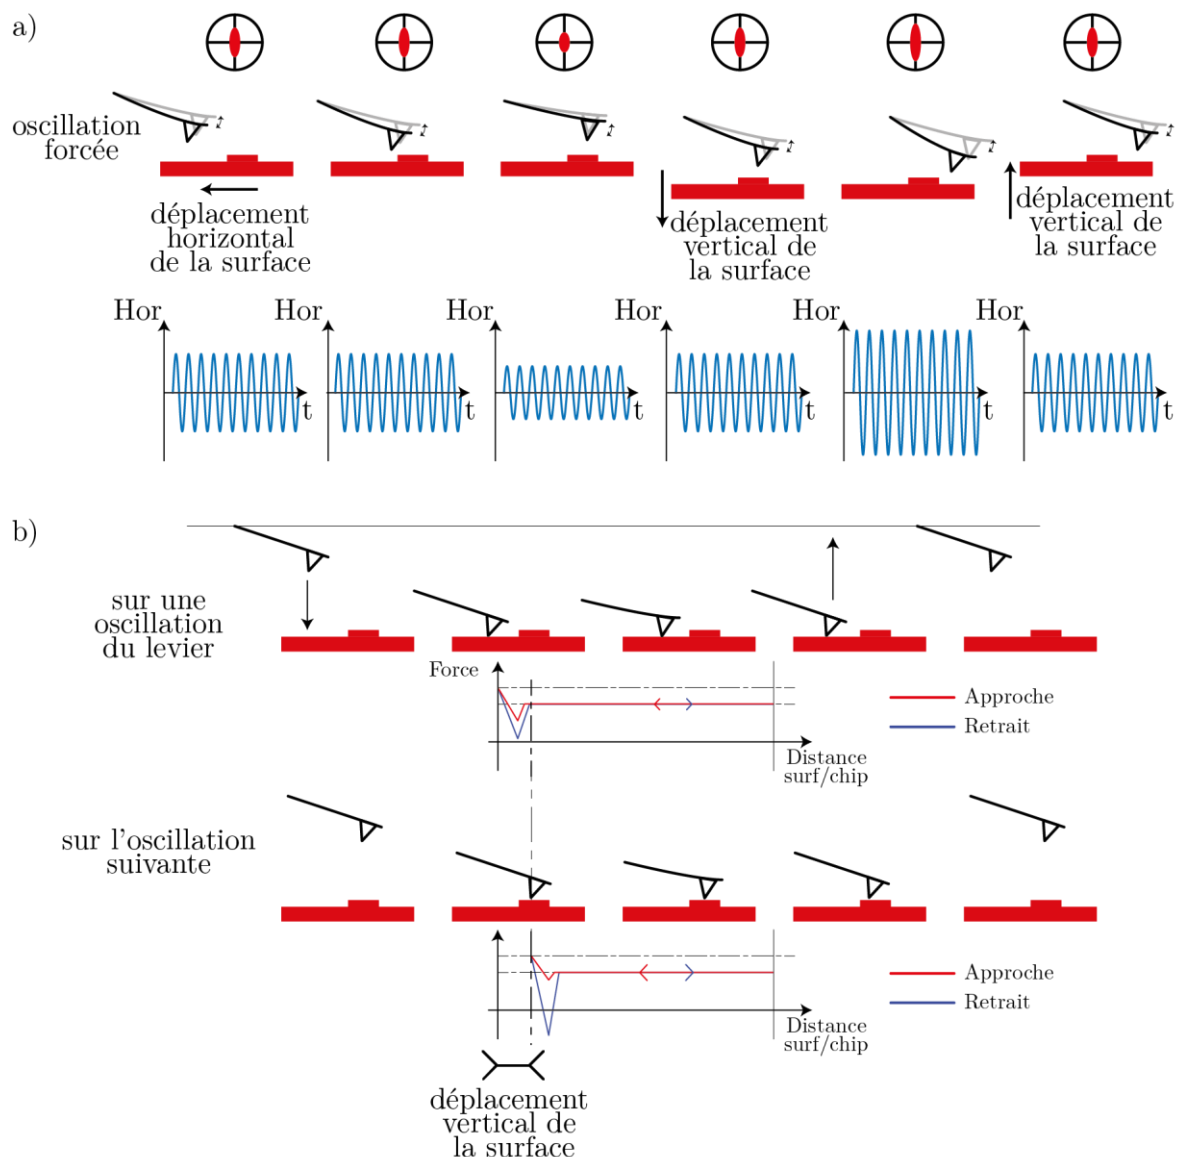 a)
oscillation
forcée
déplacement
horizontal
de la surface
déplacement
vertical de
la surface
déplacement
vertical de
la surface
Hor
t
Hor
t
Hor
t
Hor
t
Hor
t
Hor
t
b)
sur une
oscillation
du levier
Force
Approche
Retrait
Distance
surf/chip
sur l'oscillation
suivante
Approche
Retrait
Distance
surf/chip
déplacement
vertical de
la surface